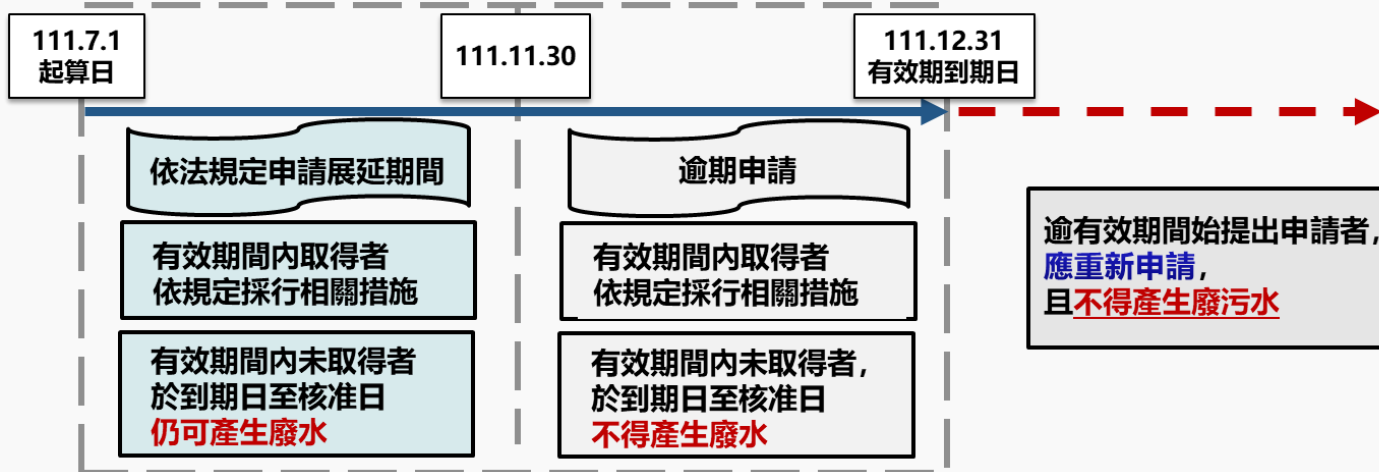 111.7.1
起算日
111.11.30
111.12.31
有效期到期日
依法規定申請展延期間
有效期間內取得者
依規定採行相關措施
有效期間內未取得者
於到期日至核准日
仍可產生廢水
逾期申請
有效期間內取得者
依規定採行相關措施
有效期間內未取得者，
於到期日至核准日
不得產生廢水
逾有效期間始提出申請者，
應重新申請，
且不得產生廢污水